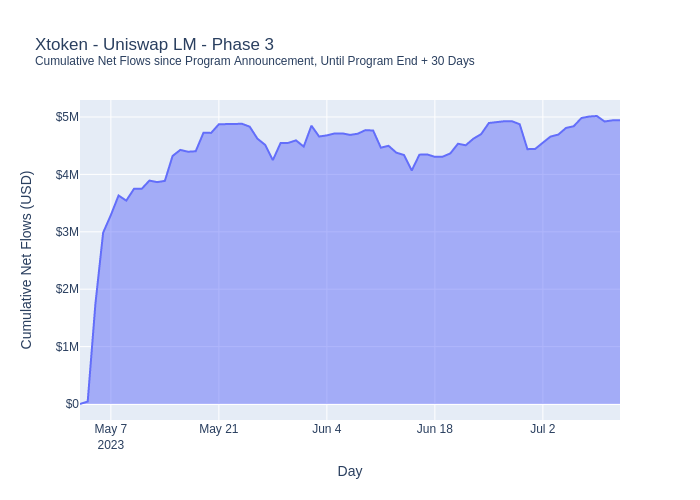 Xtoken - Uniswap LM - Phase 3
Cumulative Net Flows since Program Announcement, Until Program End + 30 Days
Cumulative Net Flows (USD)
$5M
$4M
$3M
$2M
$1M
$0
May 7
2023
May 21
Jun 4
Jun 18
Jul 2
Day